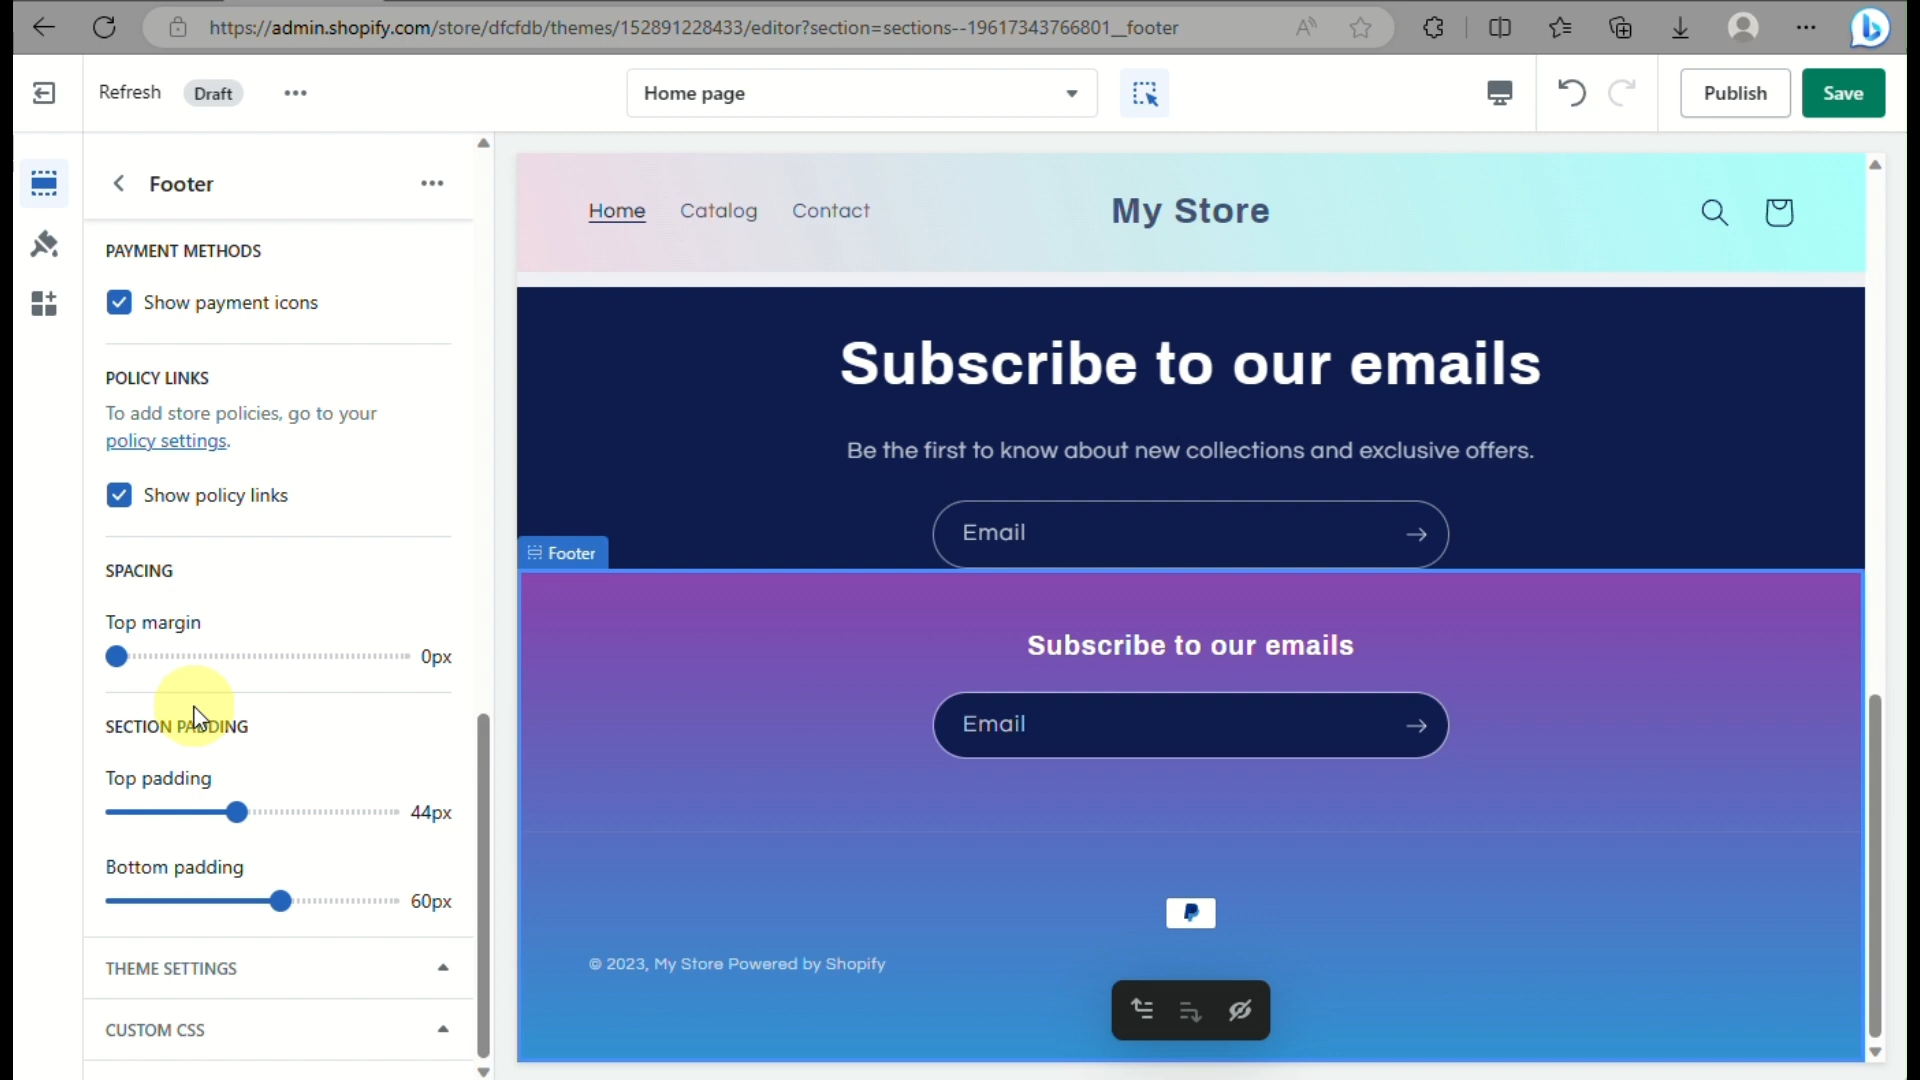 https://admin.shopify.com/store/dfcfdb/themes/152891228433/editor?section=sections--19617343766801__footer
Refresh
Draft
Home page
Publish
Save
Footer
PAYMENT METHODS
Show payment icons
POLICY LINKS
To add store policies, go to your
policy settings.
Show policy links
SPACING
Top margin
0px
SECTION PADDING
Top padding
44px
Bottom padding
60px
THEME SETTINGS
CUSTOM CSS
Home
Catalog
Contact
My Store
Subscribe to our emails
Be the first to know about new collections and exclusive offers.
Email
Footer
Subscribe to our emails
Email
© 2023, My Store Powered by Shopify